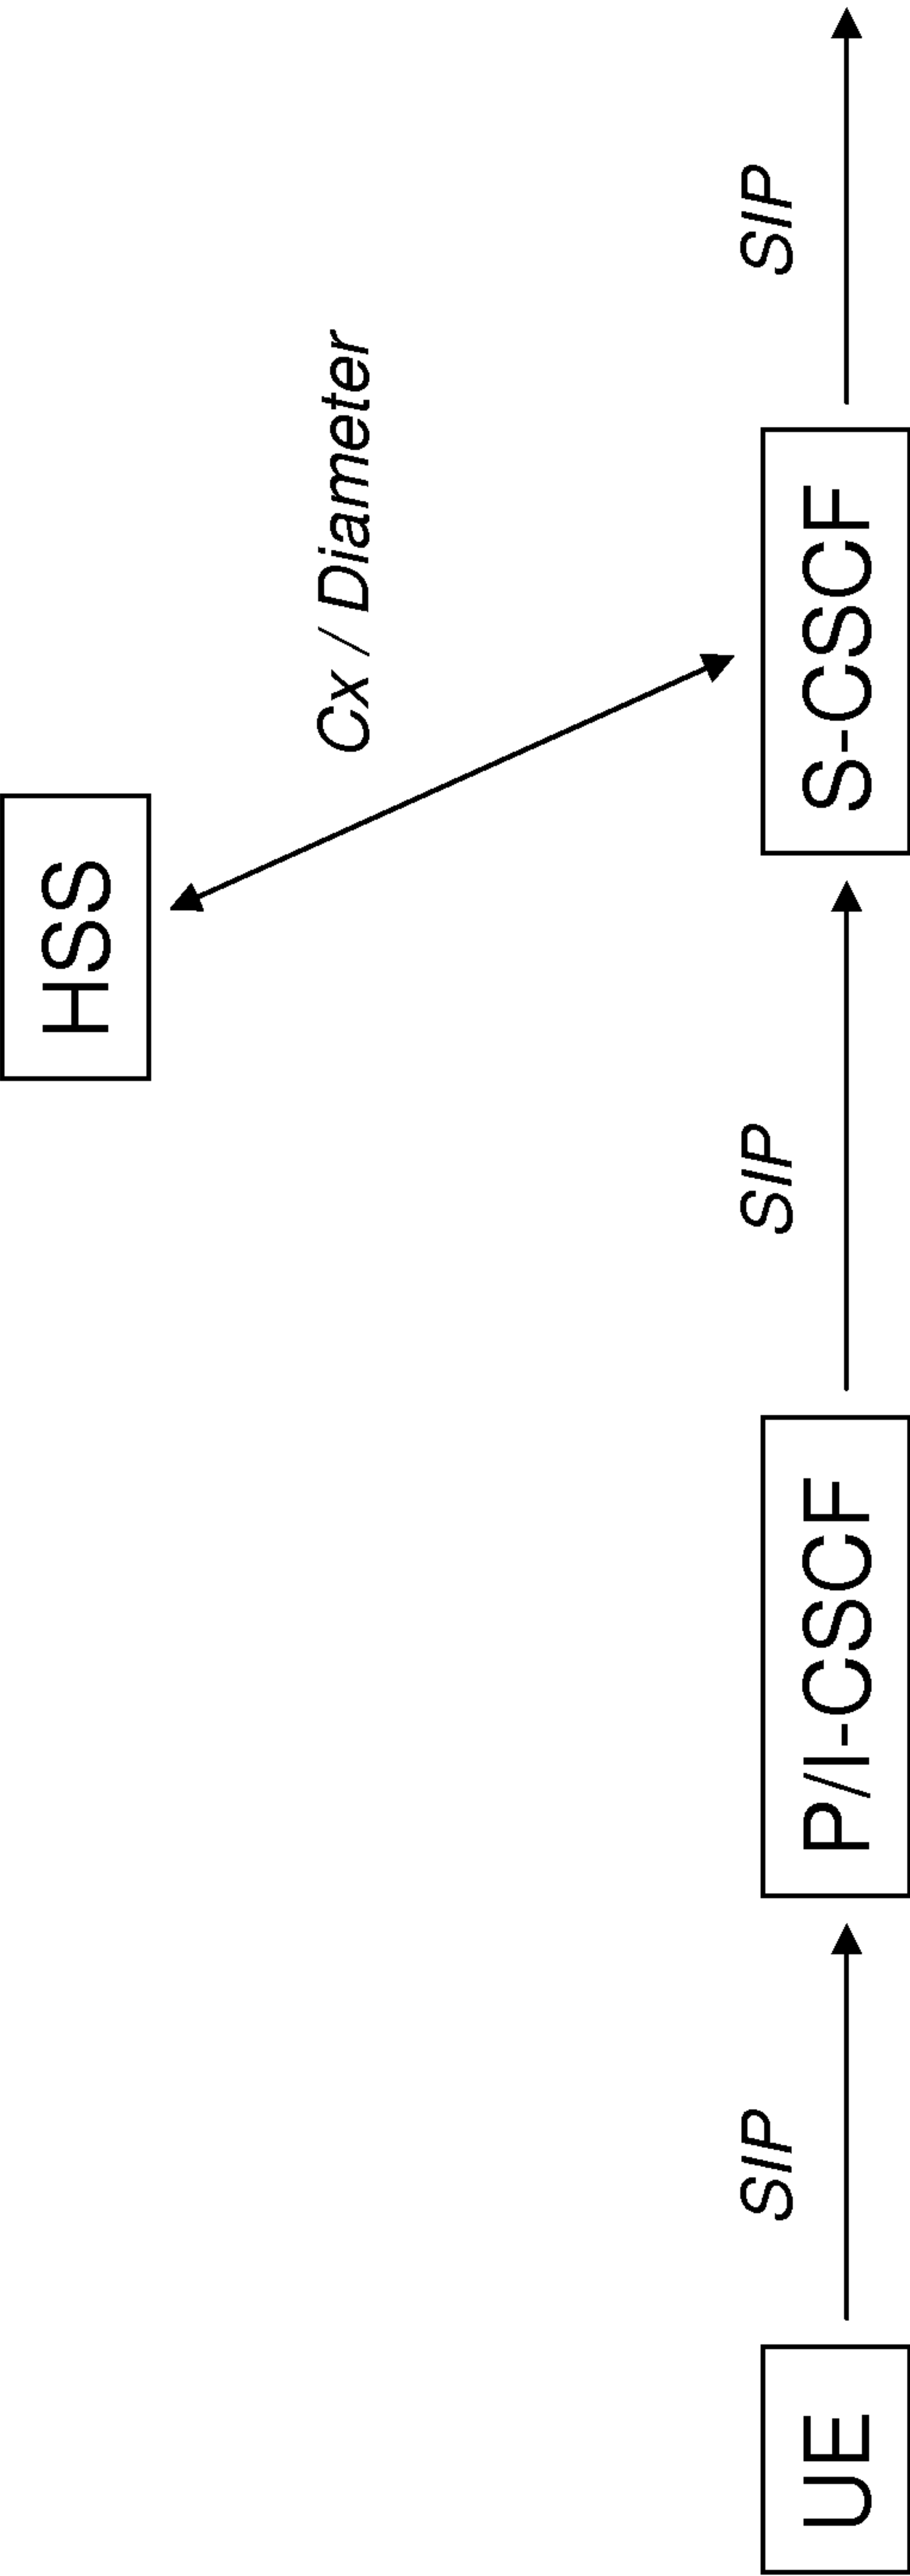 HSS
Cx / Diameter
SIP
SIP
SIP
UE
P/I-CSCF
S-CSCF